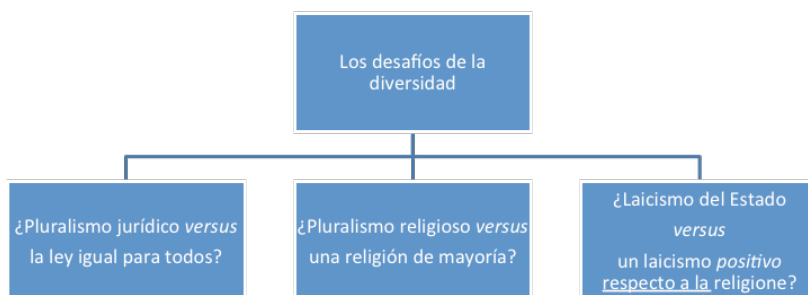 Los desafíos de la
diversidad
¿Pluralismo jurídico versus
la ley igual para todos?
¿Pluralismo religioso versus
una religión de mayoría?
¿Laicismo del Estado
versus
un laicismo positivo
respecto a la religione?